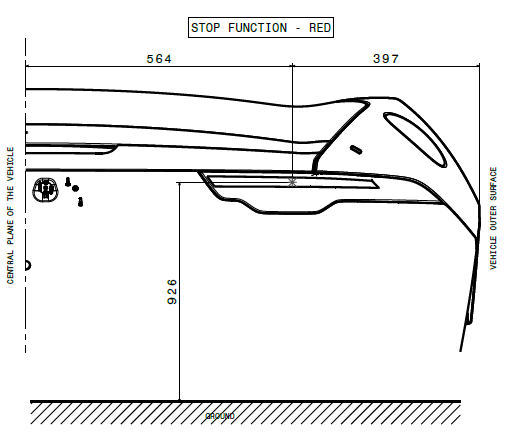 STOP FUNCTION - RED
564
397
CENTRAL PLANE OF THE VEHICLE
VEHICLE OUTER SURFACE
926
GROUND